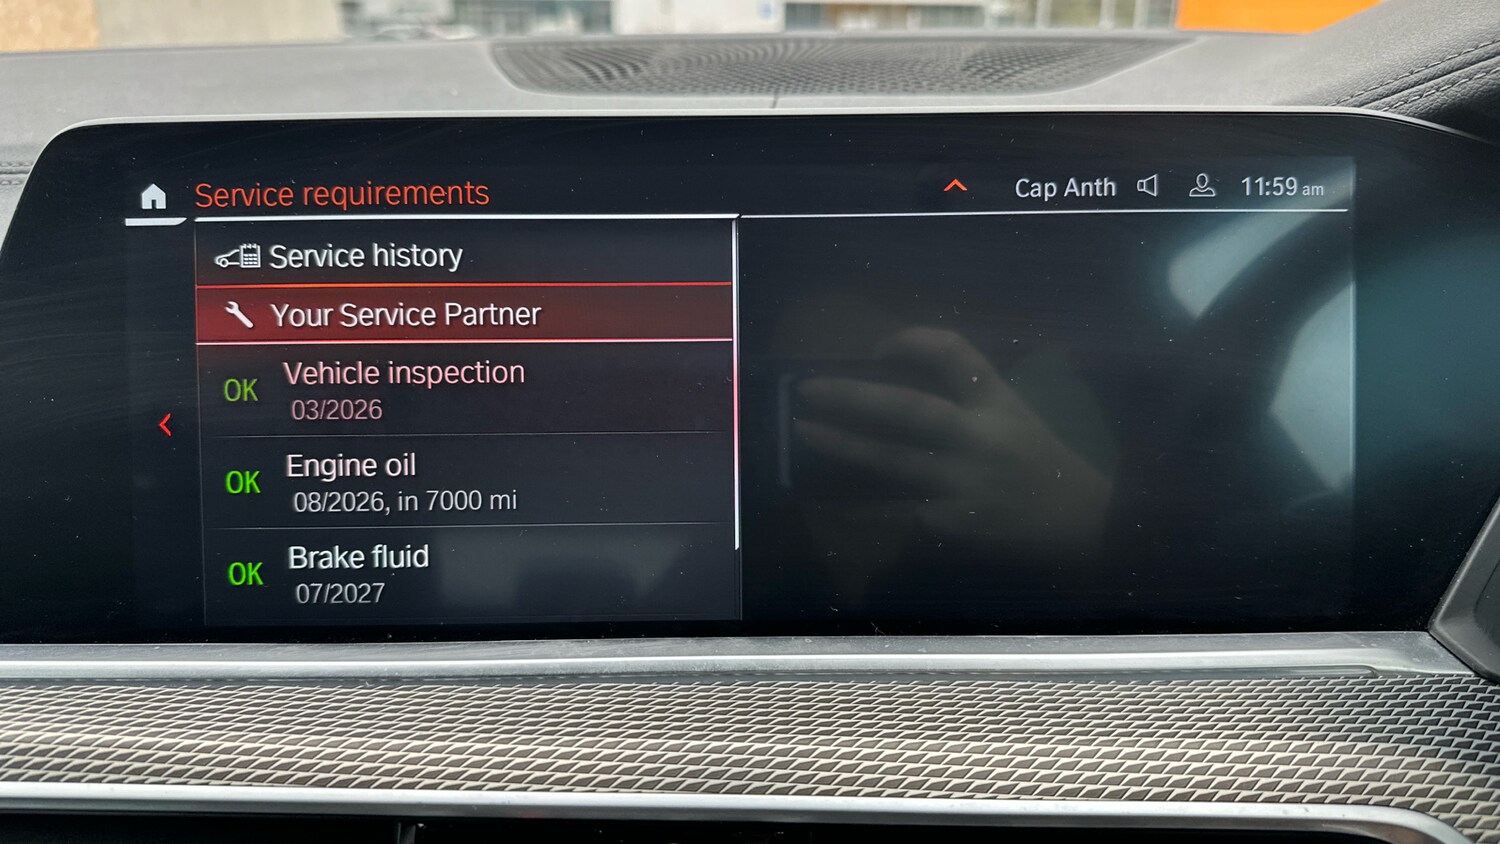 Service requirements
Cap Anth 11:59 am
Service history
Your Service Partner
OK Vehicle inspection
03/2026
OK Engine oil
08/2026, in 7000 mi
OK Brake fluid
07/2027